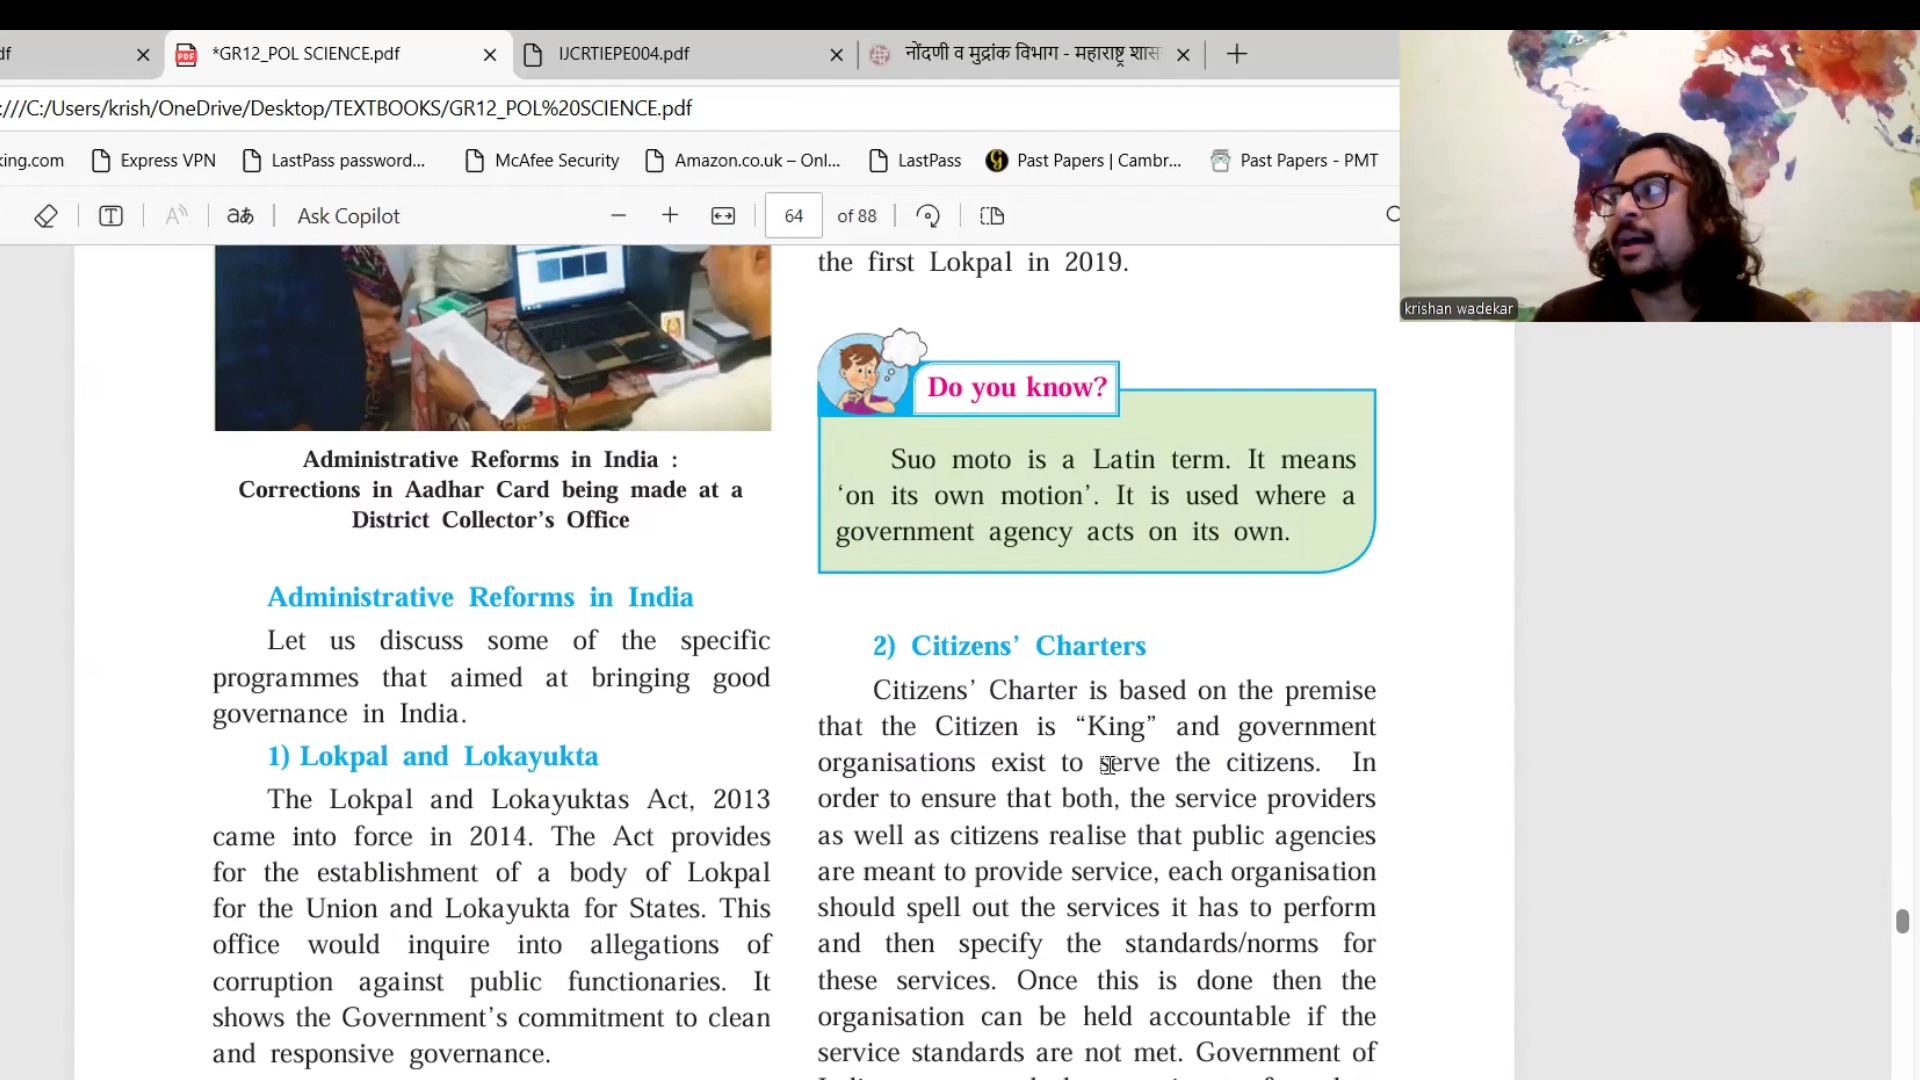 df
*GR12_POL SCIENCE.pdf
IJCRTIEPE004.pdf
नोंदणी व मुद्रांक विभाग - महाराष्ट्र शास
:///C:/Users/krish/OneDrive/Desktop/TEXTBOOKS/GR12_POL%20SCIENCE.pdf
king.com
Express VPN
LastPass password...
McAfee Security
Amazon.co.uk – Onl...
LastPass
Past Papers | Cambr...
Past Papers - PMT
Ask Copilot
64 of 88
krishan wadekar
Administrative Reforms in India :
Corrections in Aadhar Card being made at a
District Collector's Office
Administrative Reforms in India
Let us discuss some of the specific
programmes that aimed at bringing good
governance in India.
1) Lokpal and Lokayukta
The Lokpal and Lokayuktas Act, 2013
came into force in 2014. The Act provides
for the establishment of a body of Lokpal
for the Union and Lokayukta for States. This
office would inquire into allegations of
corruption against public functionaries. It
shows the Government's commitment to clean
and responsive governance.
the first Lokpal in 2019.
Do you know?
Suo moto is a Latin term. It means
‘on its own motion’. It is used where a
government agency acts on its own.
2) Citizens’ Charters
Citizens’ Charter is based on the premise
that the Citizen is “King” and government
organisations exist to serve the citizens. In
order to ensure that both, the service providers
as well as citizens realise that public agencies
are meant to provide service, each organisation
should spell out the services it has to perform
and then specify the standards/norms for
these services. Once this is done then the
organisation can be held accountable if the
service standards are not met. Government of